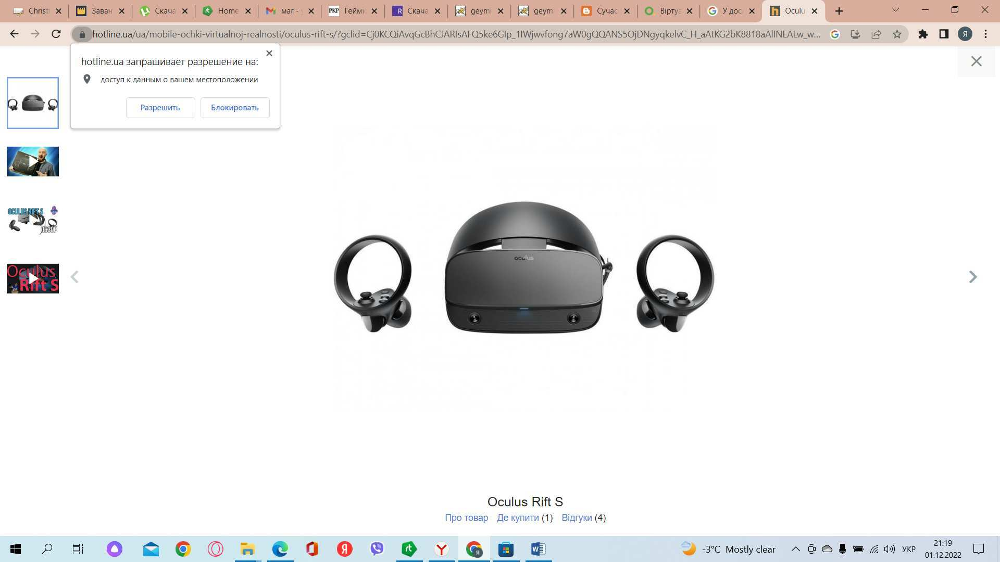 Christ
Заван
Скача
Home
маг -
РКР Гейміс
R Скача
geymi
geymi
Сучас
Віртуа
У дос
Oculu
hotline.ua/ua/mobile-ochki-virtualnoj-realnosti/oculus-rift-s/?gclid=Cj0KCQiAvqGcBhCJARIsAFQ5ke6GIp_1IWjwvfong7aW0gQQANS5OjDNgyqkelvC_H_aAtKG2bK8818aAlINEALw_w...
Я
hotline.ua запрашивает разрешение на:
доступ к данным о вашем местоположении
Разрешить
Блокировать
OCULUS RIFT S
ОБЗОР
Oculus
Rift S
oculus
Oculus Rift S
Про товар Де купити (1) Відгуки (4)
-3°C Mostly clear
УКР
21:19
01.12.2022